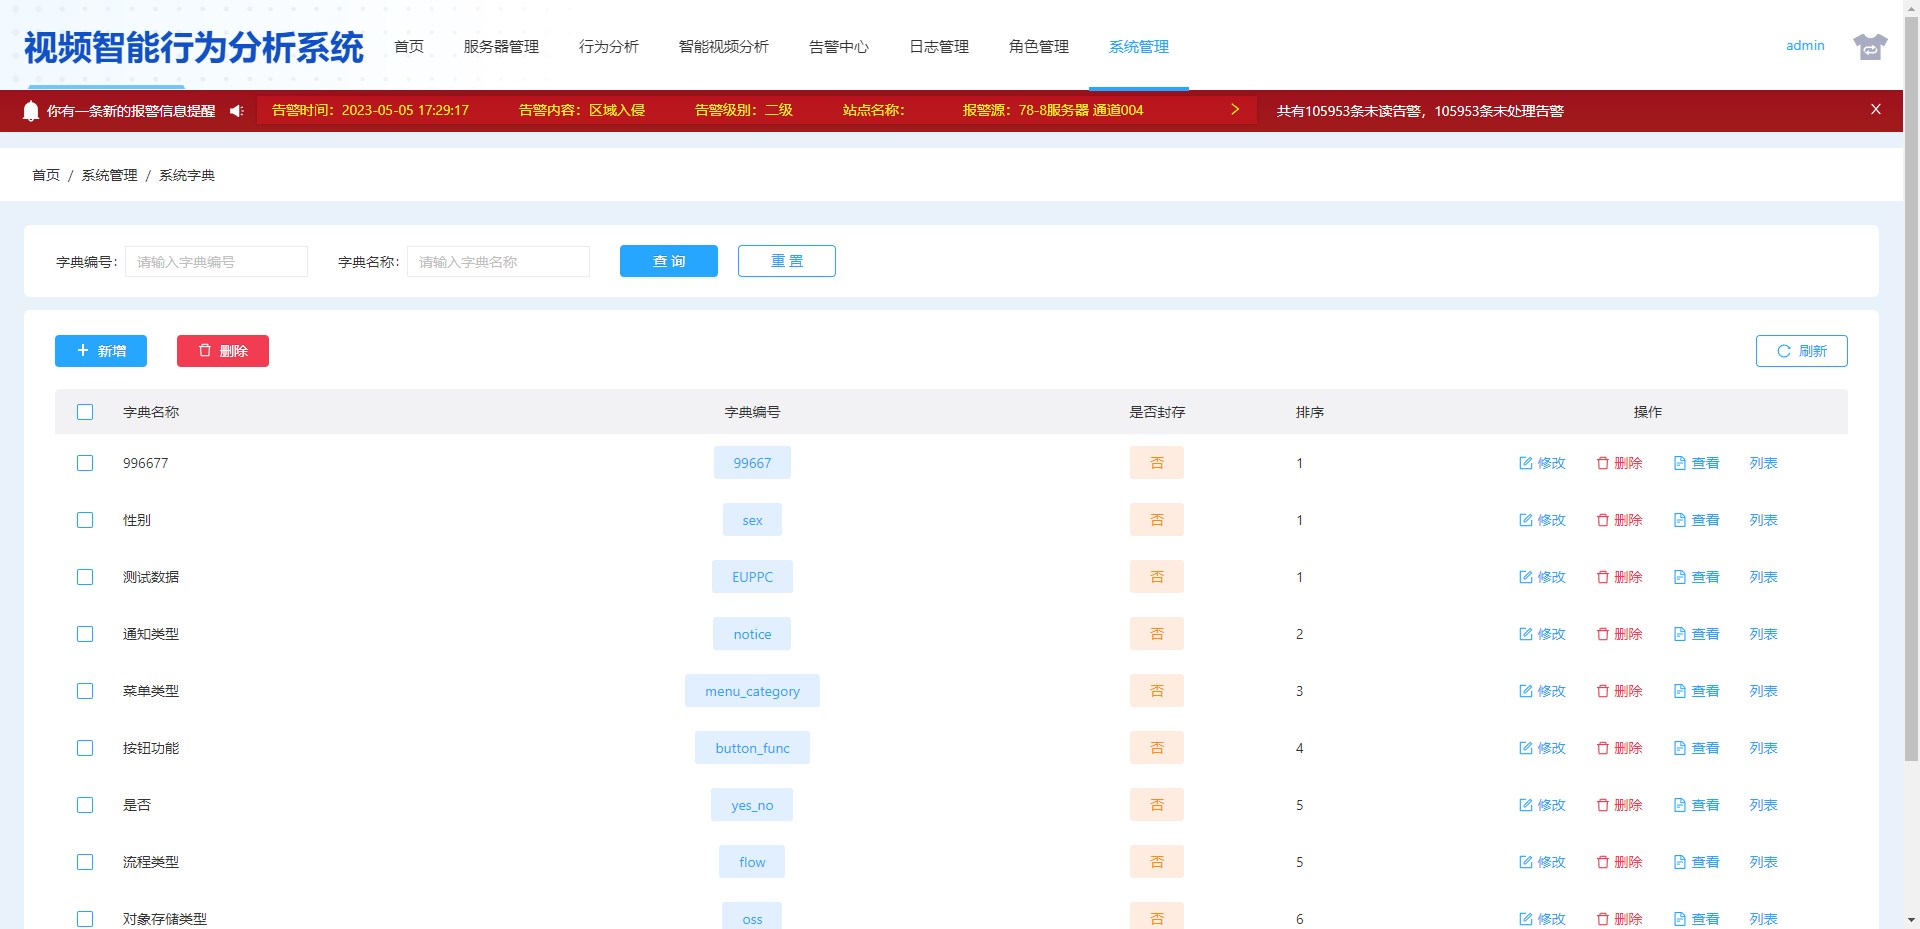 视频智能行为分析系统 首页 服务器管理 行为分析 智能视频分析 告警中心 日志管理 角色管理 系统管理 admin
你有一条新的报警信息提醒 告警时间：2023-05-05 17:29:17 告警内容：区域入侵 告警级别：二级 站点名称： 报警源：78-8服务器 通道004 共有105953条未读告警，105953条未处理告警 X
首页 / 系统管理 / 系统字典
字典编号： 请输入字典编号 字典名称： 请输入字典名称 查 询 重 置
新增 删除 刷新
字典名称 字典编号 是否封存 排序 操作
996677 99667 否 1 修改 删除 查看 列表
性别 sex 否 1 修改 删除 查看 列表
测试数据 EUPPC 否 1 修改 删除 查看 列表
通知类型 notice 否 2 修改 删除 查看 列表
菜单类型 menu_category 否 3 修改 删除 查看 列表
按钮功能 button_func 否 4 修改 删除 查看 列表
是否 yes_no 否 5 修改 删除 查看 列表
流程类型 flow 否 5 修改 删除 查看 列表
对象存储类型 oss 否 6 修改 删除 查看 列表